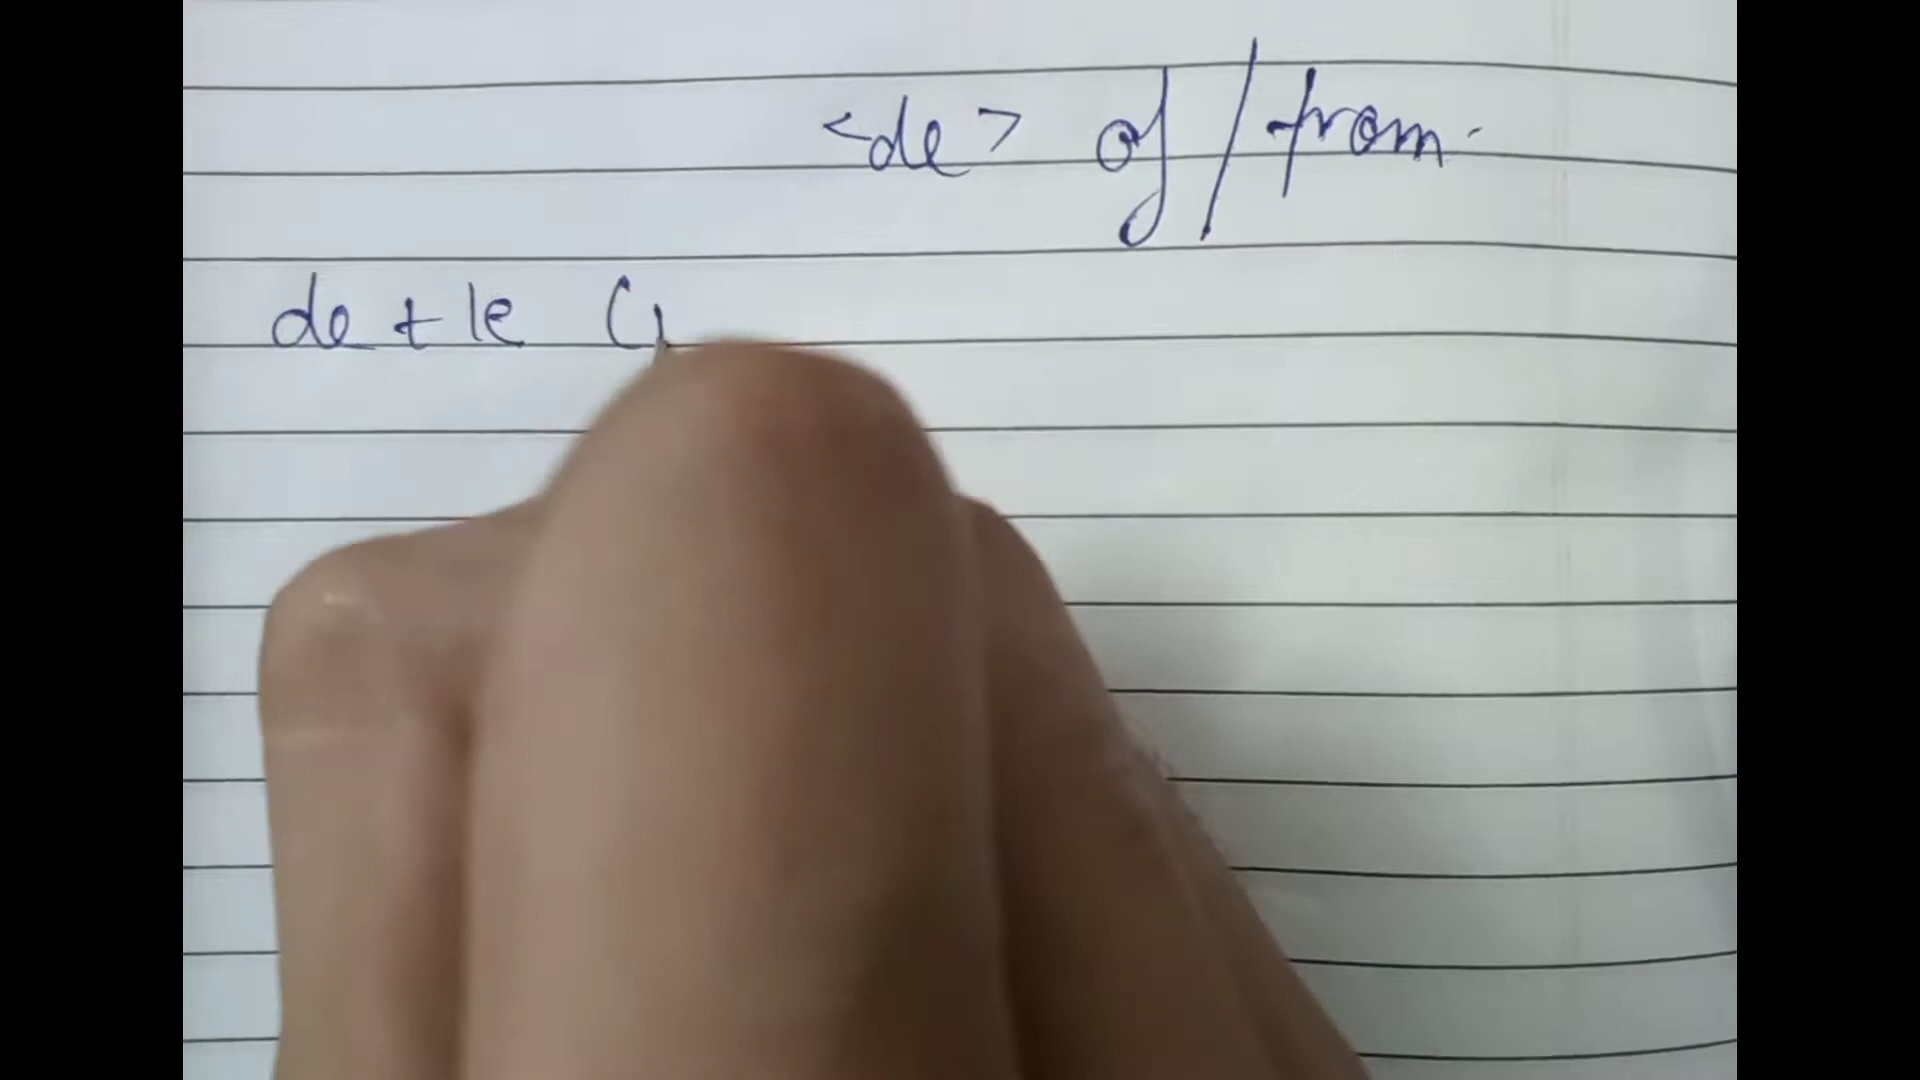 <de> of / from.
de + le (